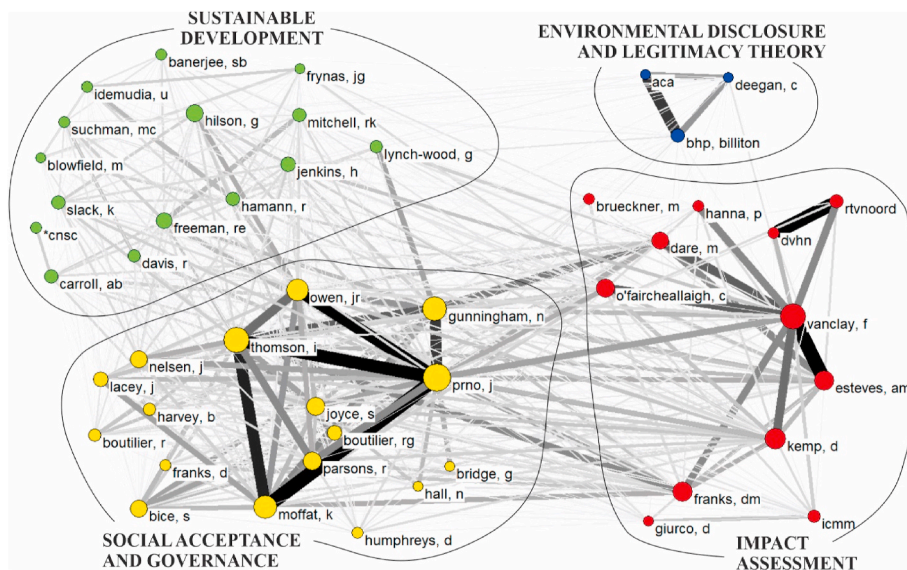 SUSTAINABLE
DEVELOPMENT
ENVIRONMENTAL DISCLOSURE
AND LEGITIMACY THEORY
banerjee, sb
frynas, jg
idemudia, u
hilson, g
mitchell, rk
suchman, mc
lynch-wood, g
blowfield, m
jenkins, h
slack, k
hamann, r
*cnsc
freeman, re
davis, r
carroll, ab
aca
deegan, c
bhp, billiton
brueckner, m
hanna, p
rtvnoord
dare, m
dvhn
o'faircheallaigh, c
vanclay, f
esteves, am
kemp, d
franks, dm
giurco, d
icmm
IMPACT
ASSESSMENT
owen, jr
gunningham, n
thomson, i
nelsen, j
prno, j
lacey, j
harvey, b
joyce, s
boutilier, r
boutilier, rg
franks, d
parsons, r
bridge, g
hall, n
bice, s
moffat, k
humphreys, d
SOCIAL ACCEPTANCE
AND GOVERNANCE